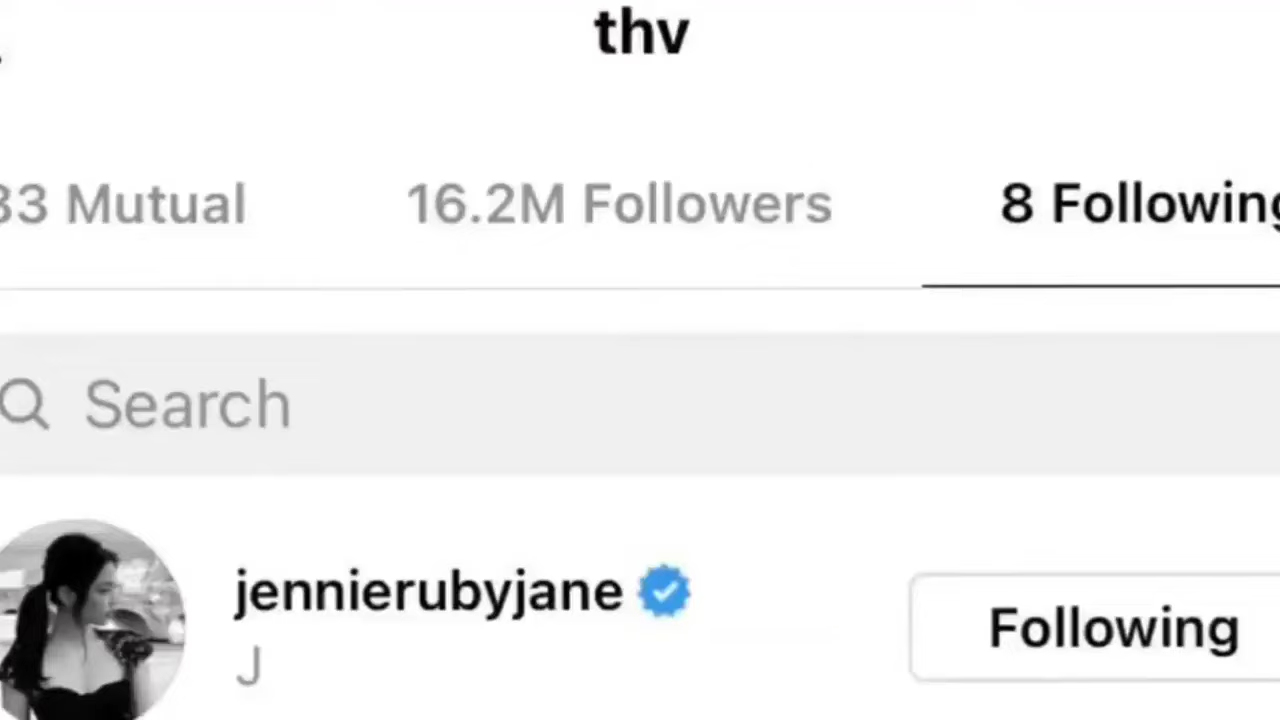 thv
33 Mutual 16.2M Followers 8 Following
Search
jennierubyjane
J
Following